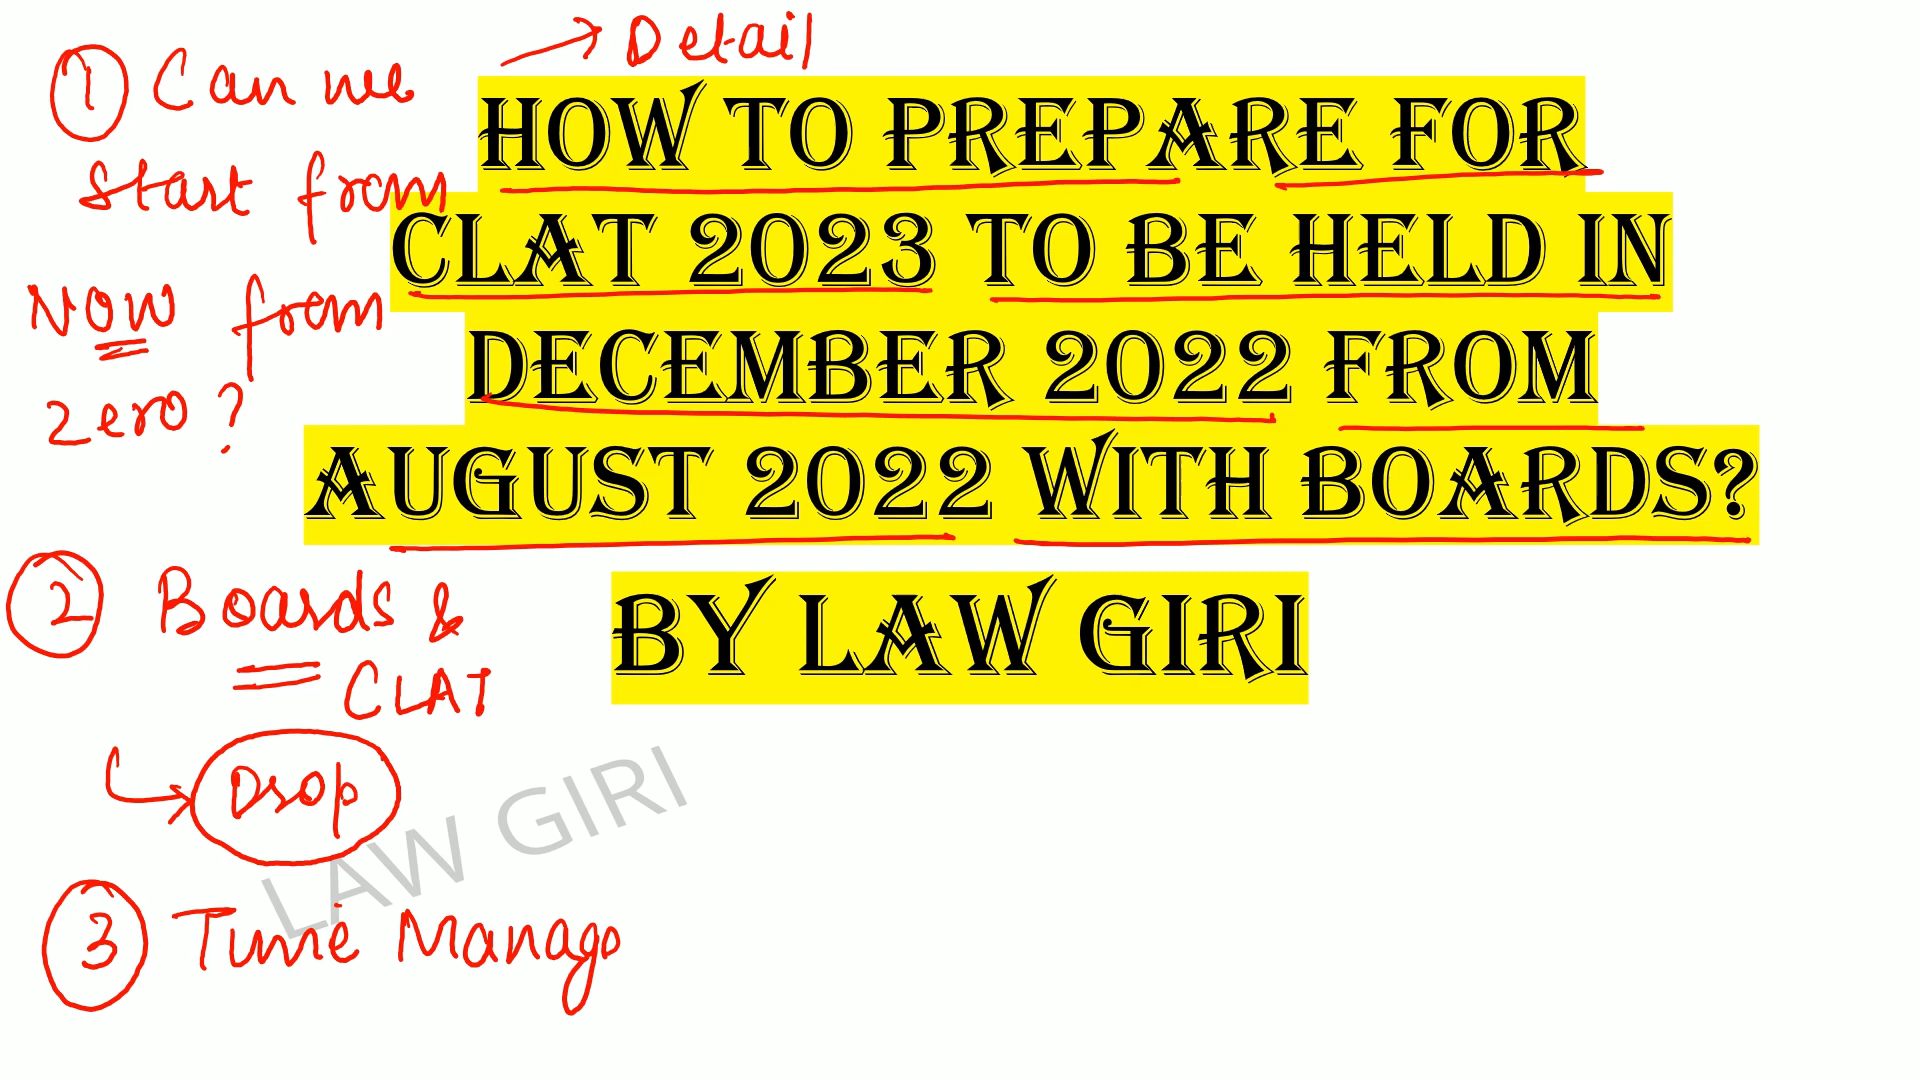 → Detail
HOW TO PREPARE FOR
CLAT 2023 TO BE HELD IN
DECEMBER 2022 FROM
AUGUST 2022 WITH BOARDS?
BY LAW GIRI
① Can we
start from
NOW from
zero?
② Boards &
CLAT
Drop
③ Time Manage
LAW GIRI